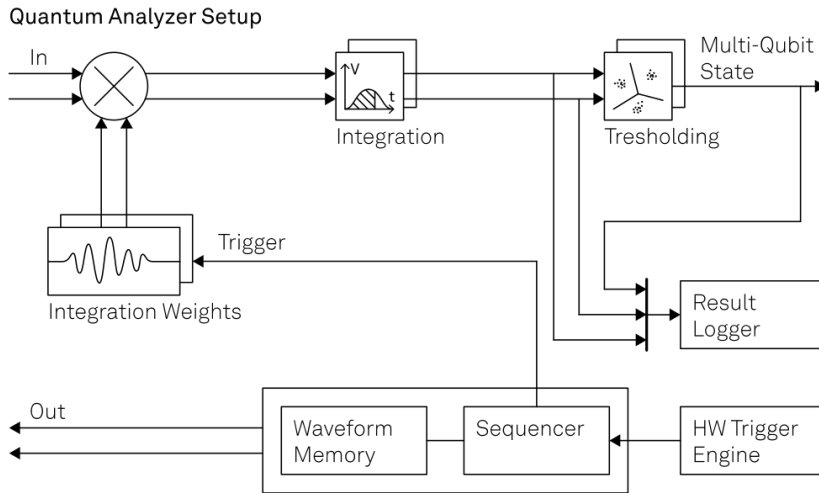 Quantum Analyzer Setup
In
Multi-Qubit
State
V
t
Integration
Tresholding
Trigger
Integration Weights
Result
Logger
Out
Waveform
Memory
Sequencer
HW Trigger
Engine